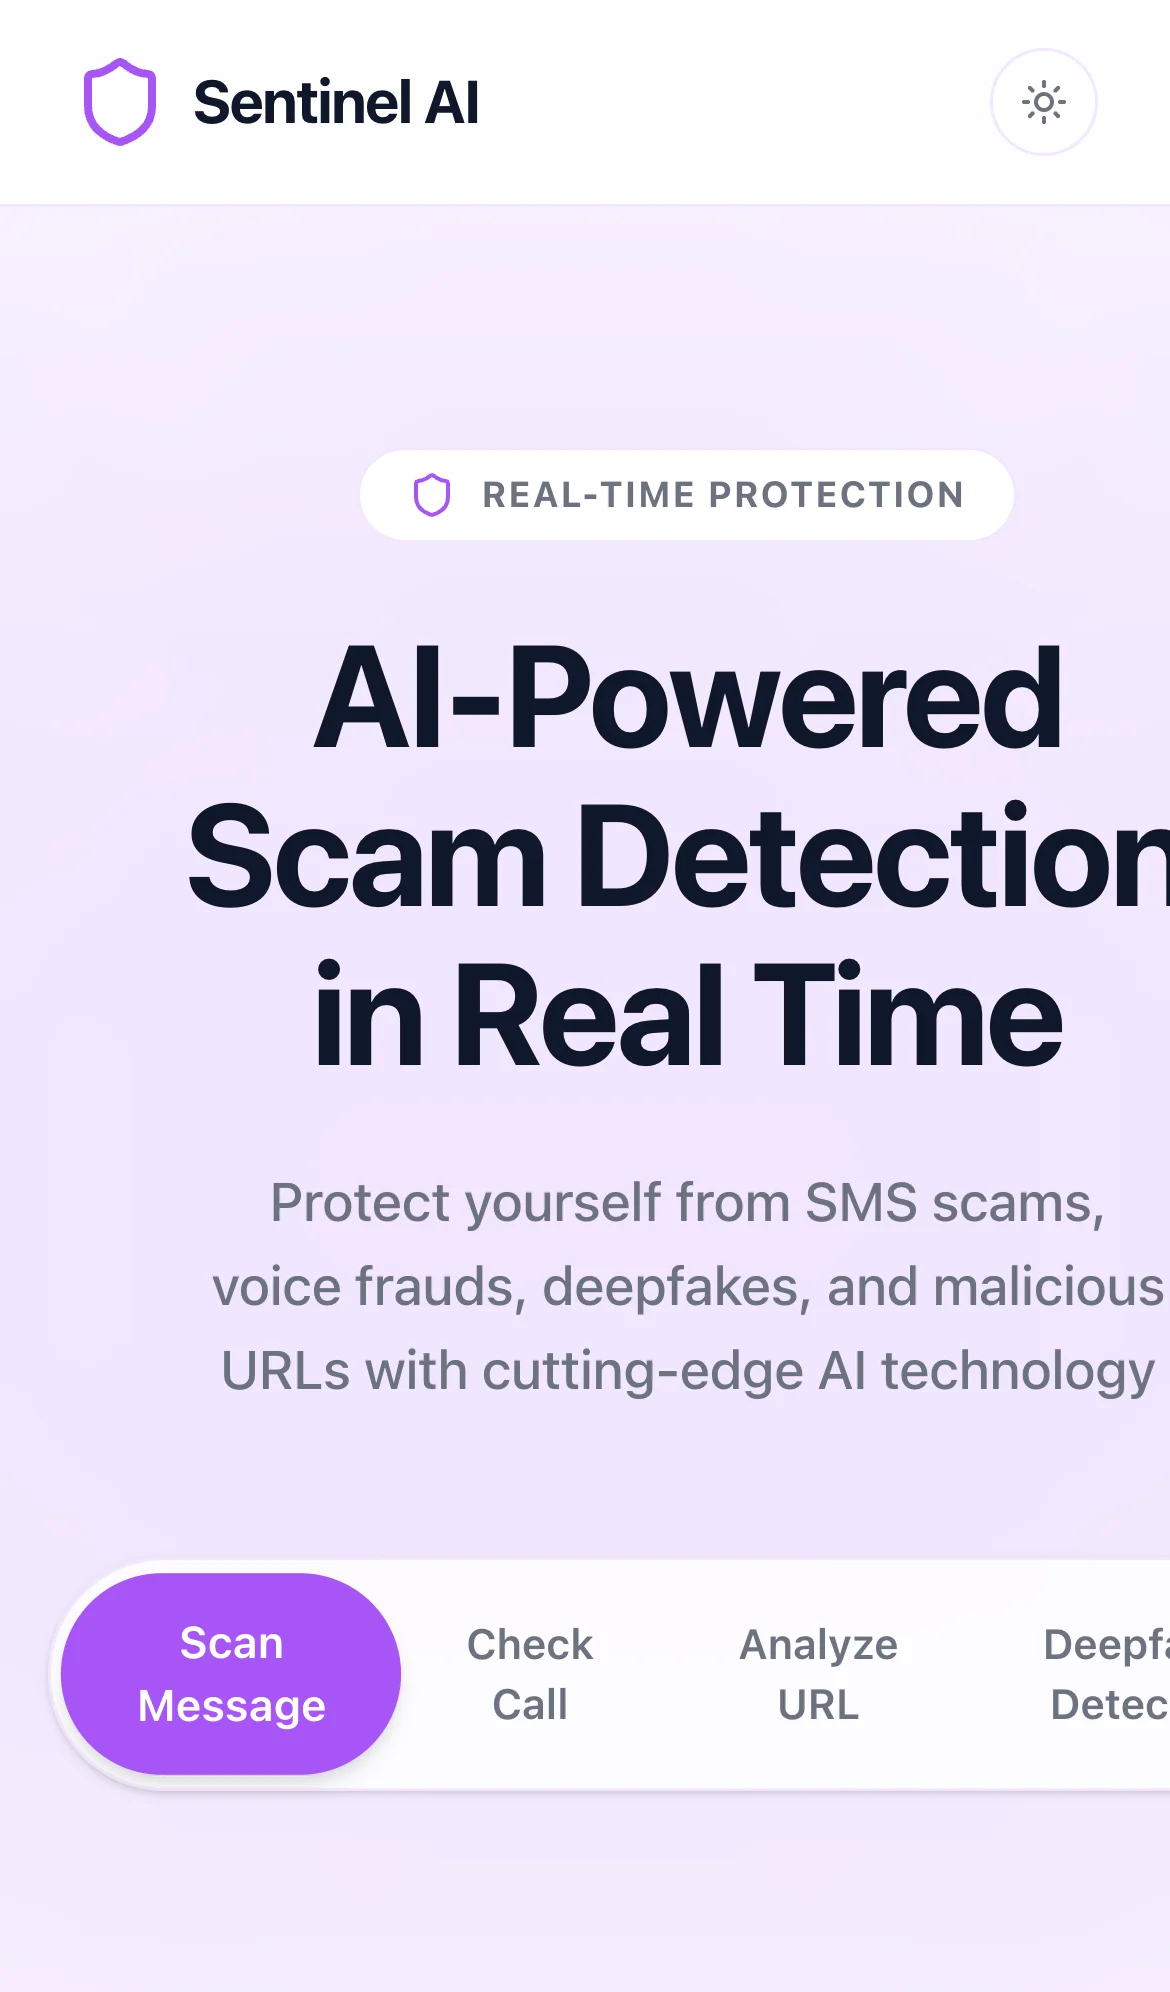 Sentinel AI
REAL-TIME PROTECTION
AI-Powered
Scam Detection
in Real Time
Protect yourself from SMS scams,
voice frauds, deepfakes, and malicious
URLs with cutting-edge AI technology
Scan
Message
Check
Call
Analyze
URL